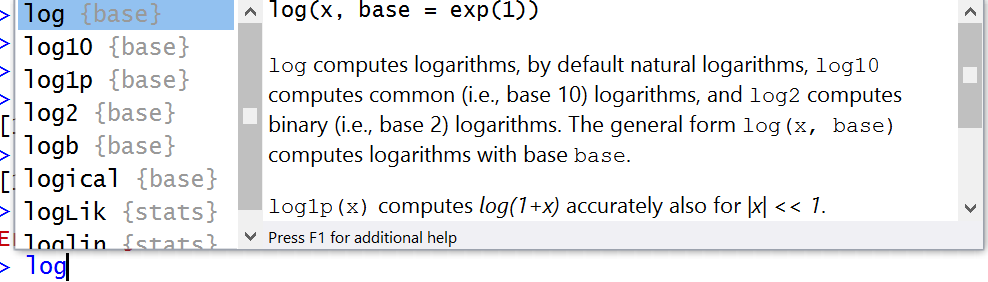 log {base}
log10 {base}
log1p {base}
log2 {base}
logb {base}
logical {base}
logLik {stats}
loglin {stats}
log(x, base = exp(1))
log computes logarithms, by default natural logarithms, log10
computes common (i.e., base 10) logarithms, and log2 computes
binary (i.e., base 2) logarithms. The general form log(x, base)
computes logarithms with base base.
log1p(x) computes log(1+x) accurately also for |x| << 1.
Press F1 for additional help
> log